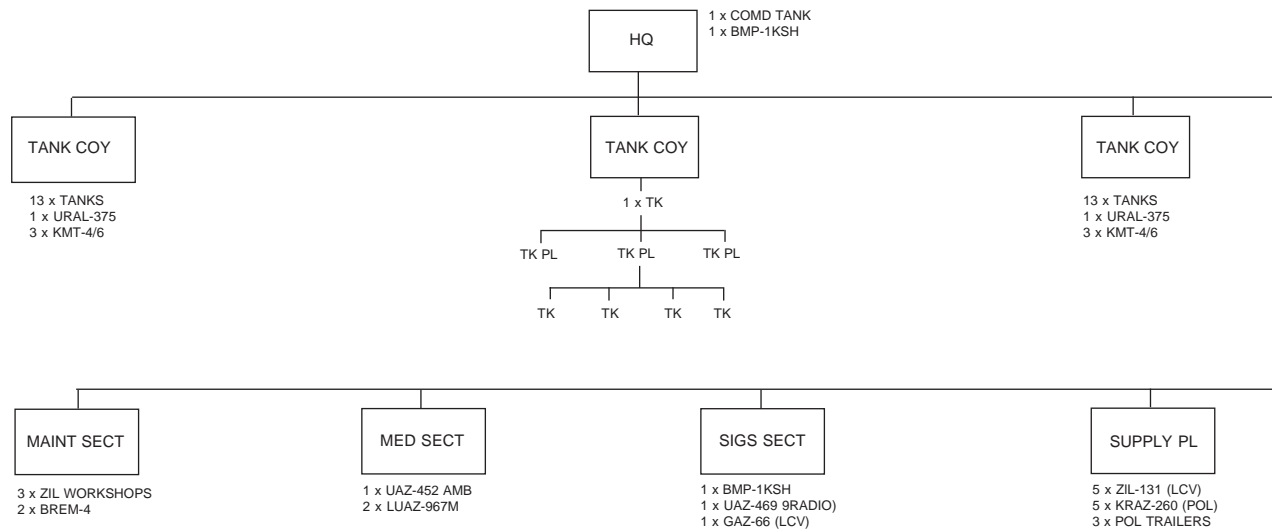 HQ
1 x COMD TANK
1 x BMP-1KSH
TANK COY
13 x TANKS
1 x URAL-375
3 x KMT-4/6
TANK COY
1 x TK
TK PL
TK PL
TK PL
TK
TK
TK
TK
TANK COY
13 x TANKS
1 x URAL-375
3 x KMT-4/6
MAINT SECT
3 x ZIL WORKSHOPS
2 x BREM-4
MED SECT
1 x UAZ-452 AMB
2 x LUAZ-967M
SIGS SECT
1 x BMP-1KSH
1 x UAZ-469 9RADIO)
1 x GAZ-66 (LCV)
SUPPLY PL
5 x ZIL-131 (LCV)
5 x KRAZ-260 (POL)
3 x POL TRAILERS